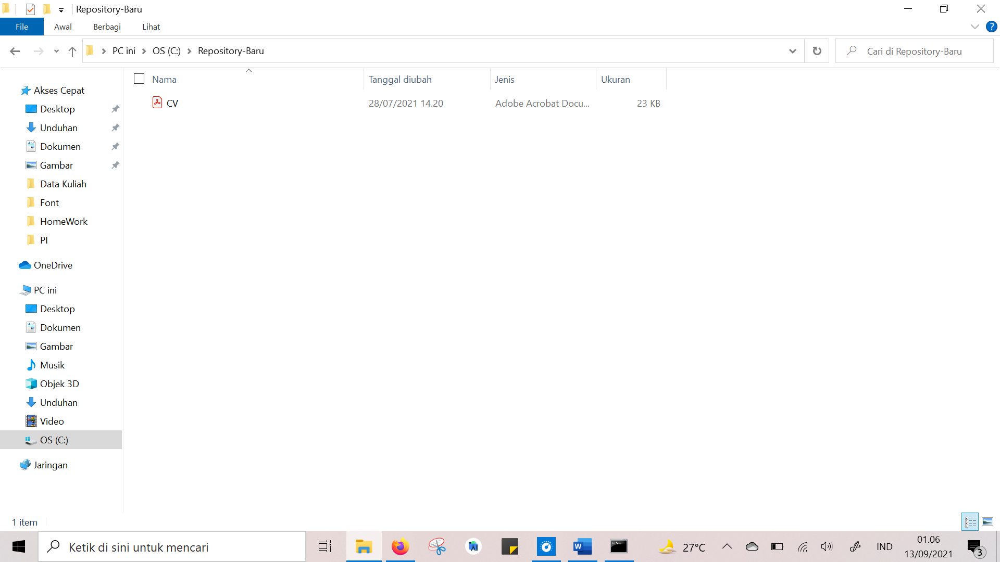 Repository-Baru
File Awal Berbagi Lihat
PC ini OS (C:) Repository-Baru
Cari di Repository-Baru
Nama Tanggal diubah Jenis Ukuran
CV 28/07/2021 14.20 Adobe Acrobat Docu... 23 KB
Akses Cepat
Desktop
Unduhan
Dokumen
Gambar
Data Kuliah
Font
HomeWork
PI
OneDrive
PC ini
Desktop
Dokumen
Gambar
Musik
Objek 3D
Unduhan
Video
OS (C:)
Jaringan
1 item
Ketik di sini untuk mencari
27°C
IND
01.06
13/09/2021
3